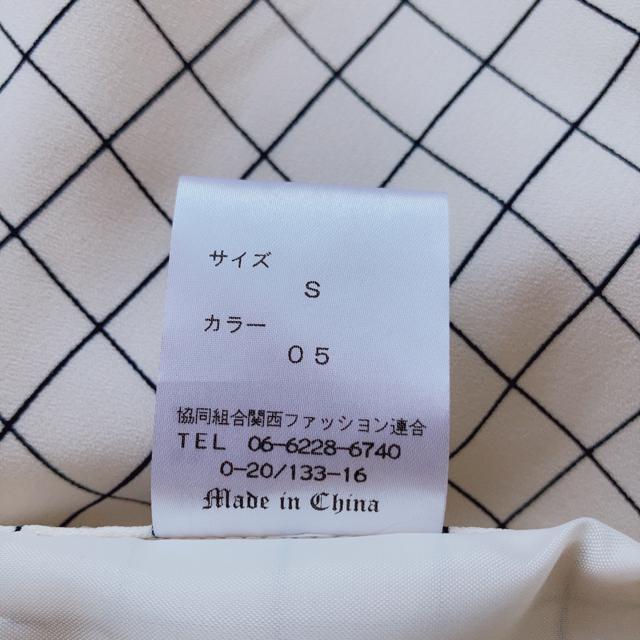 サイズ
S
カラー
05
協同組合関西ファッション連合
TEL 06-6228-6740
0-20/133-16
Made in China